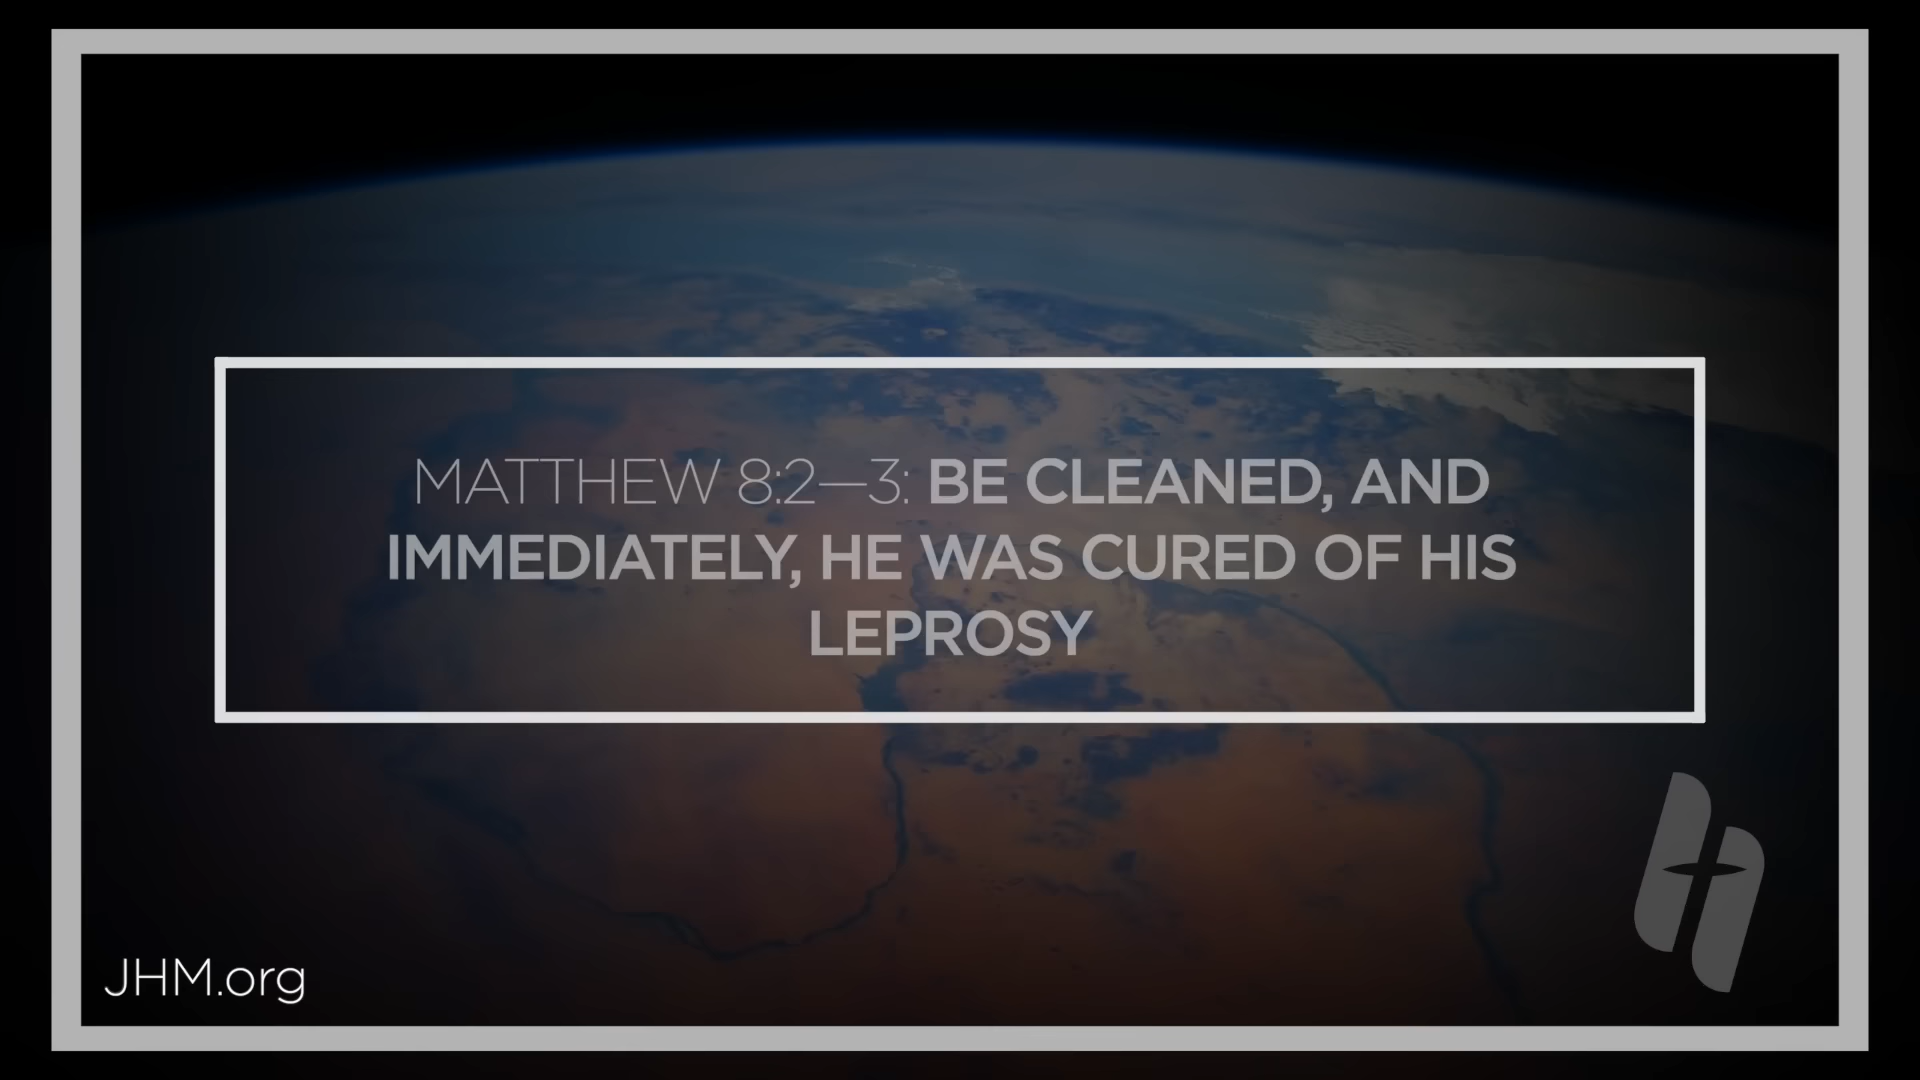 MATTHEW 8:2—3: BE CLEANED, AND
IMMEDIATELY, HE WAS CURED OF HIS
LEPROSY
JHM.org